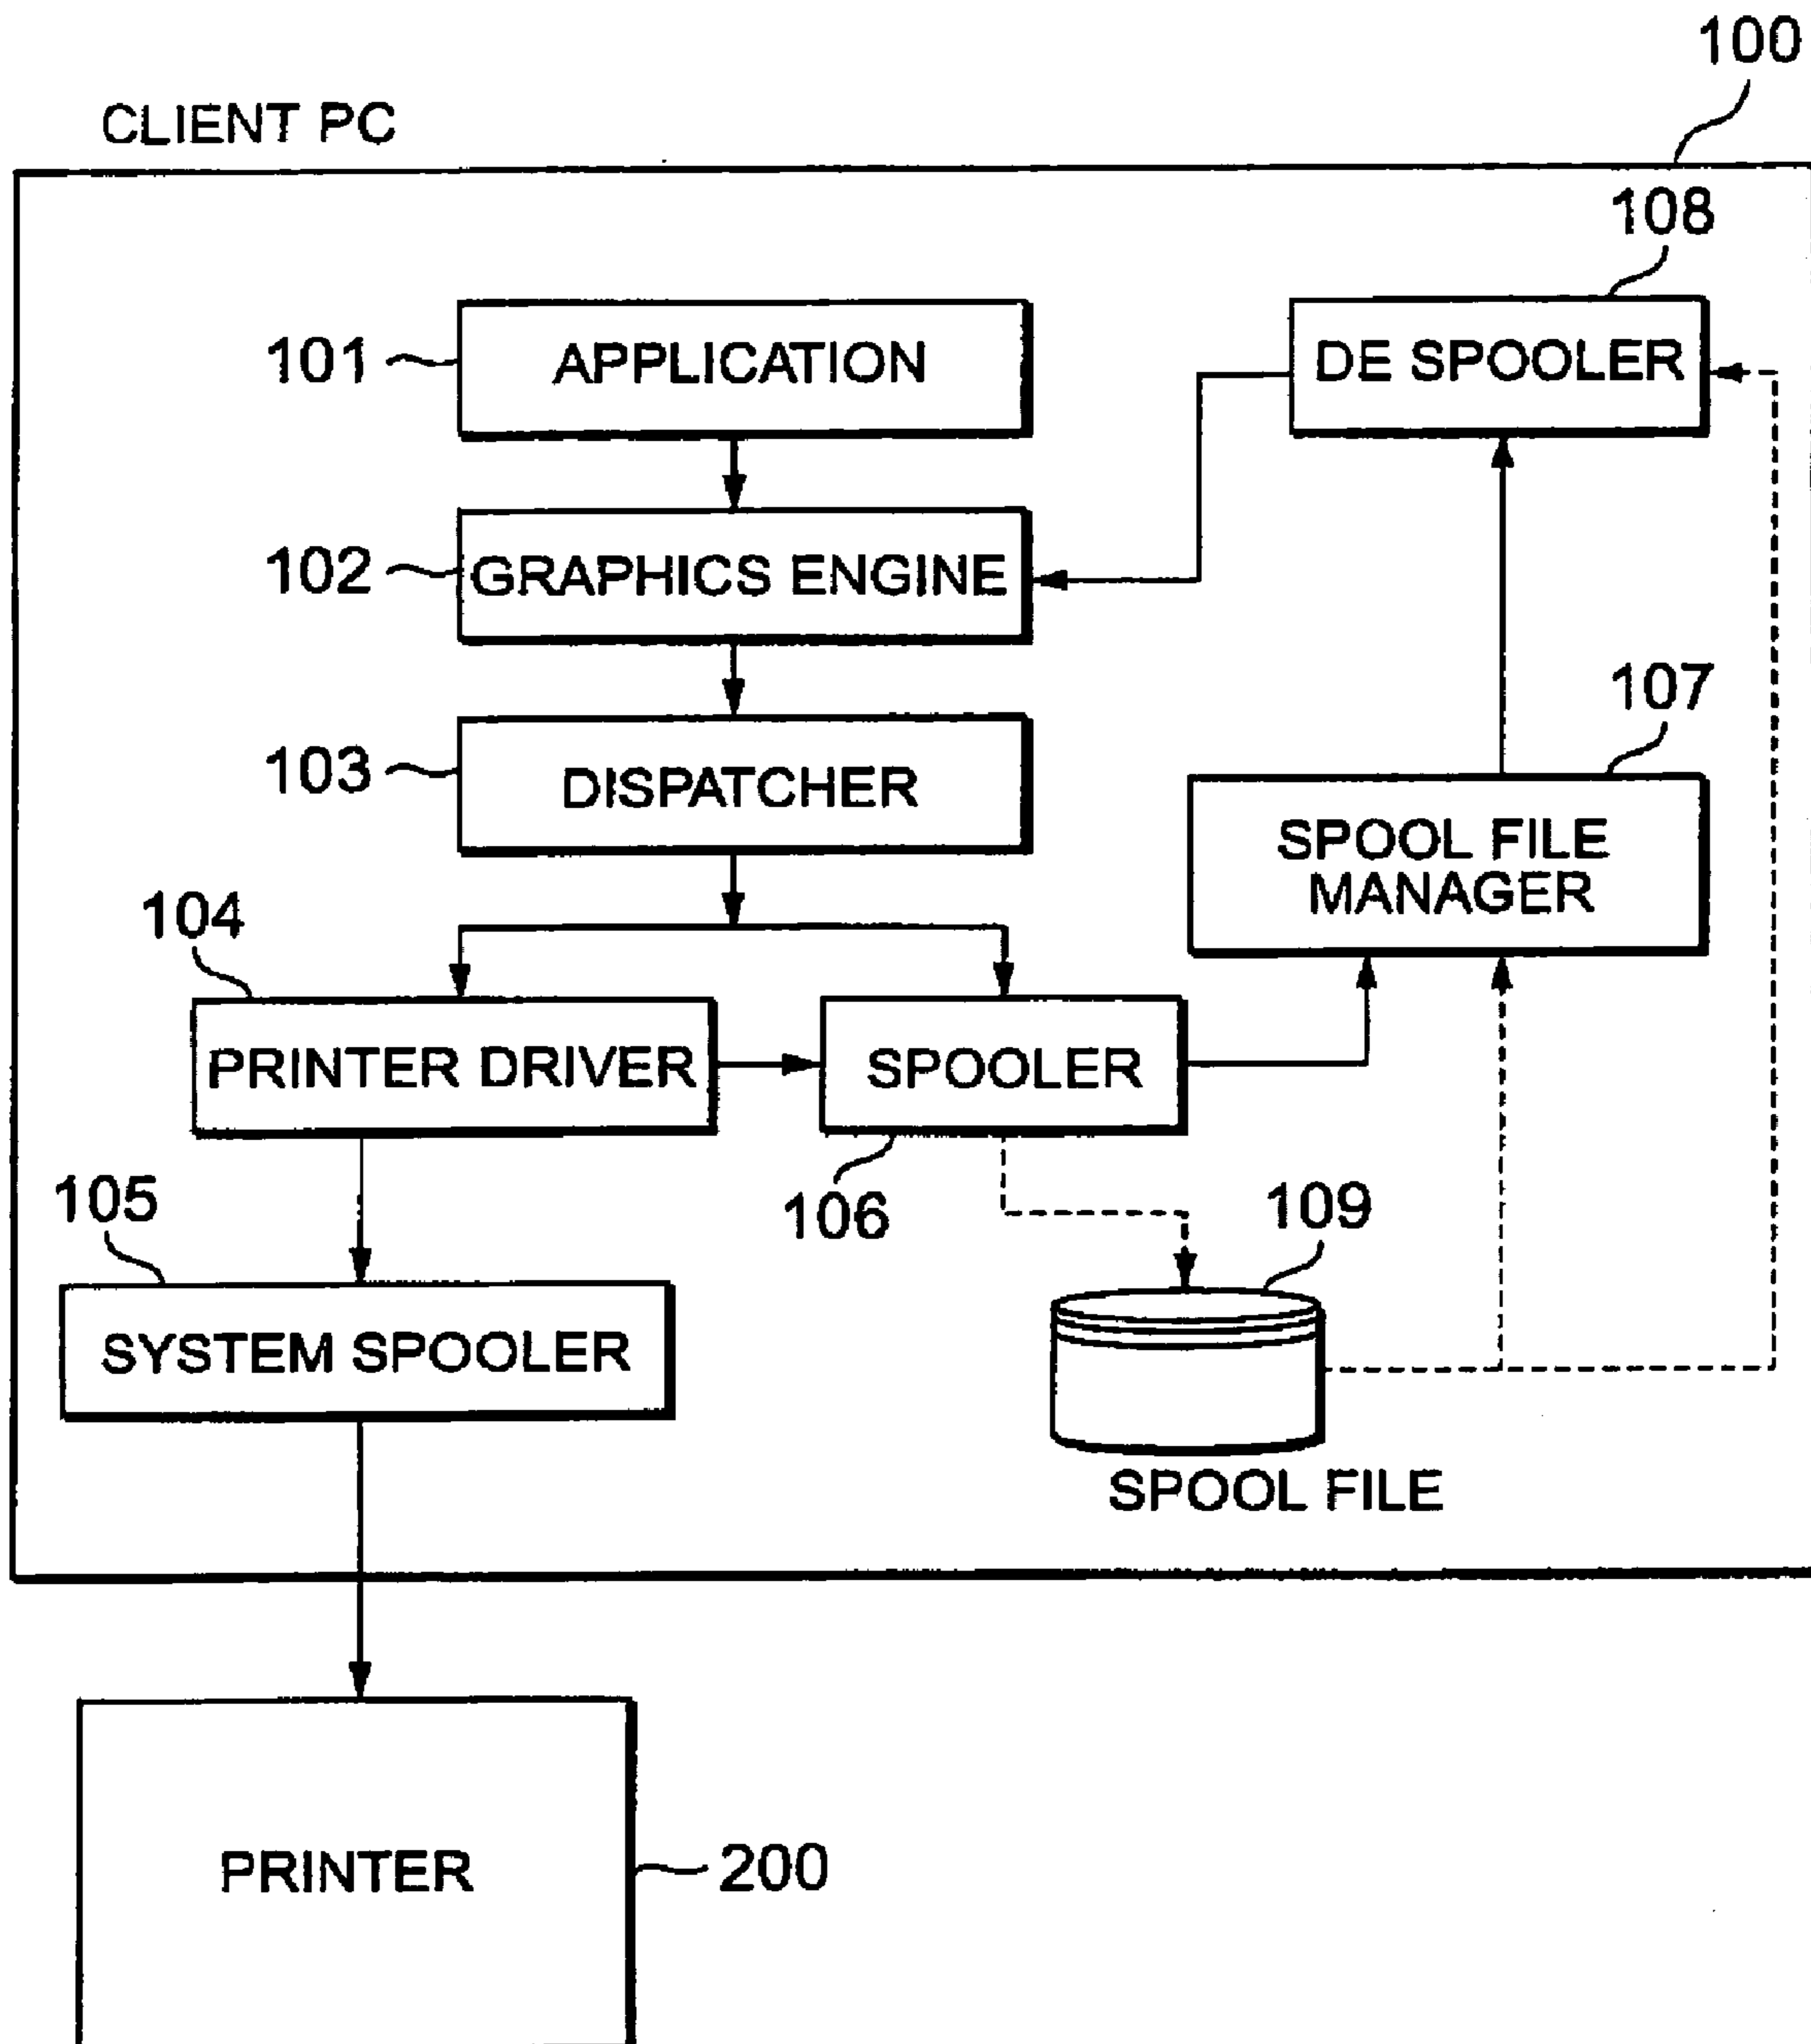 100
CLIENT PC
108
101
APPLICATION
DE SPOOLER
102
GRAPHICS ENGINE
107
103
DISPATCHER
SPOOL FILE
MANAGER
104
PRINTER DRIVER
SPOOLER
105
106
109
SYSTEM SPOOLER
SPOOL FILE
PRINTER
200